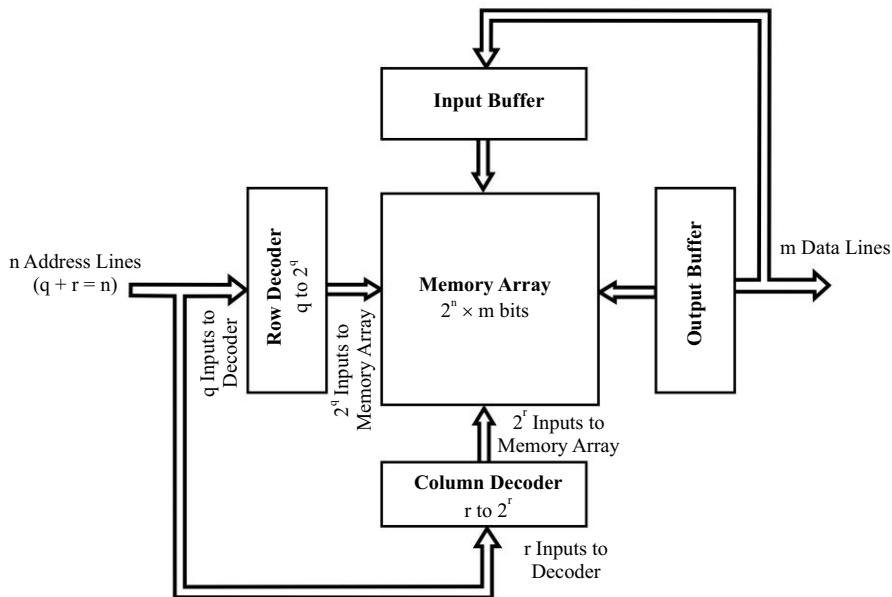 Input Buffer
n Address Lines
(q + r = n)
q Inputs to
Decoder
Row Decoder
q to 2^q
2^q Inputs to
Memory Array
Memory Array
2^n × m bits
Output Buffer
m Data Lines
2^r Inputs to
Memory Array
Column Decoder
r to 2^r
r Inputs to
Decoder